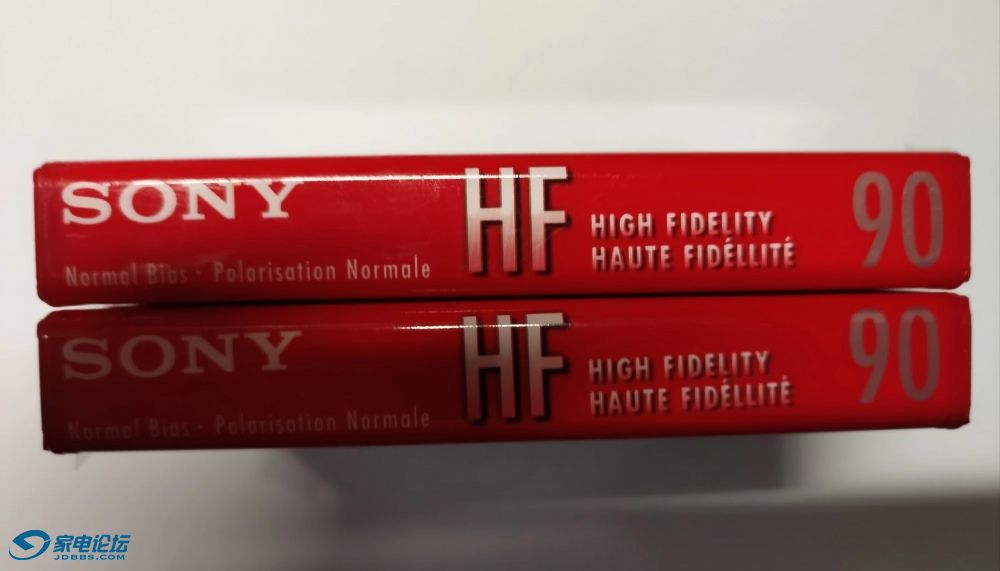 SONY
Normal Bias · Polarisation Normale
HF
HIGH FIDELITY
HAUTE FIDÉLLITÉ
90
SONY
Normal Bias · Polarisation Normale
HF
HIGH FIDELITY
HAUTE FIDÉLLITÉ
90
家电论坛
JDBBS.COM